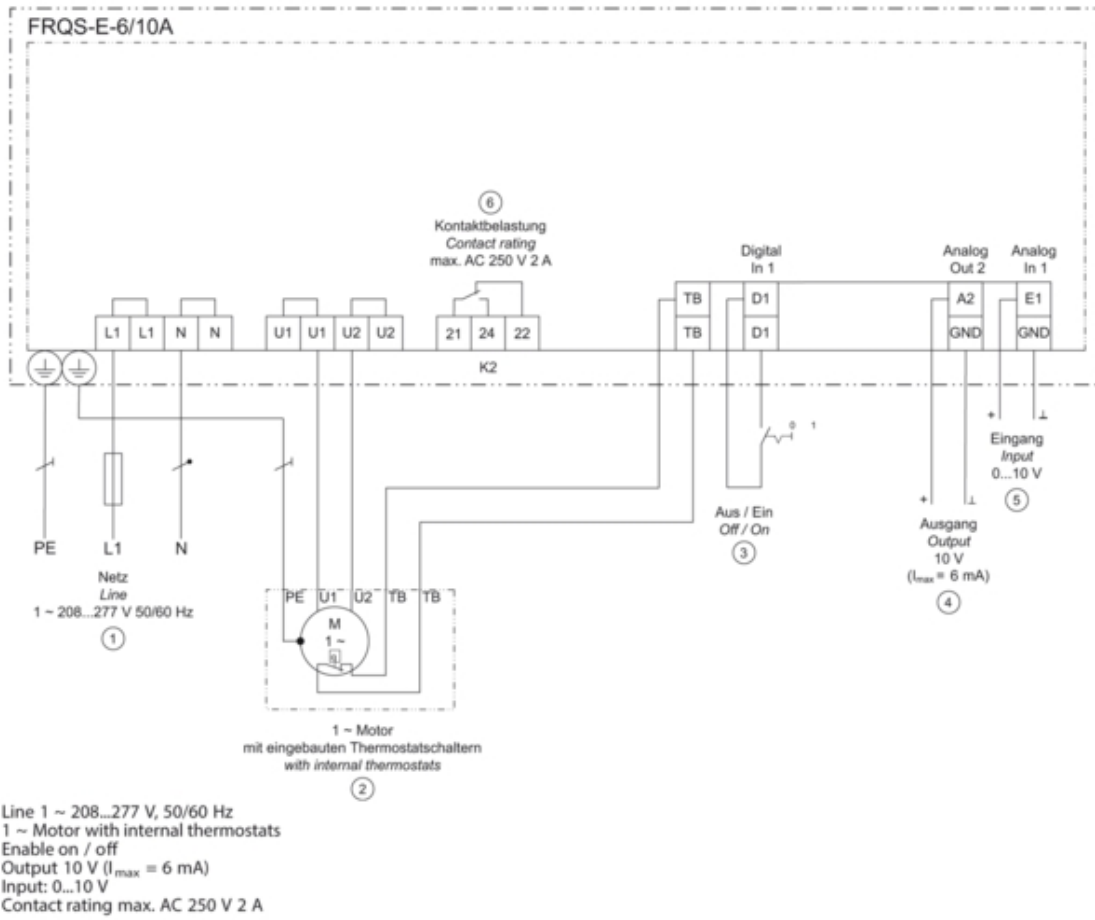 FRQS-E-6/10A
6
Kontaktbelastung
Contact rating
max. AC 250 V 2 A
Digital
In 1
Analog
Out 2
Analog
In 1
TB D1 A2 E1
L1 L1 N N U1 U1 U2 U2 21 24 22 TB D1 GND GND
K2
0 1
+ ⊥
Eingang
Input
0...10 V
5
+ ⊥
Aus / Ein
Off / On
3
Ausgang
Output
10 V
(Imax = 6 mA)
4
PE L1 N
Netz
Line
1 ~ 208...277 V 50/60 Hz
1
PE U1 U2 TB TB
M
1 ~
1 ~ Motor
mit eingebauten Thermostatschaltern
with internal thermostats
2
Line 1 ~ 208...277 V, 50/60 Hz
1 ~ Motor with internal thermostats
Enable on / off
Output 10 V (Imax = 6 mA)
Input: 0...10 V
Contact rating max. AC 250 V 2 A